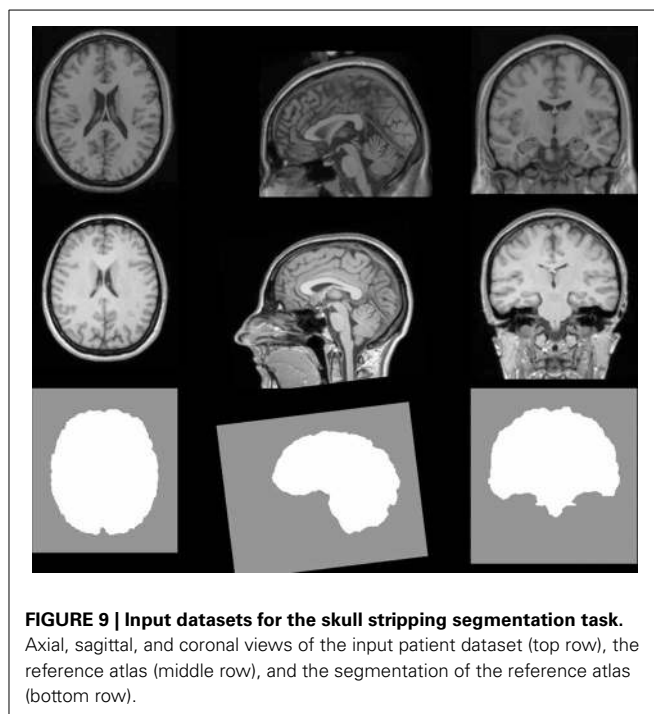 FIGURE 9 | Input datasets for the skull stripping segmentation task.
Axial, sagittal, and coronal views of the input patient dataset (top row), the
reference atlas (middle row), and the segmentation of the reference atlas
(bottom row).